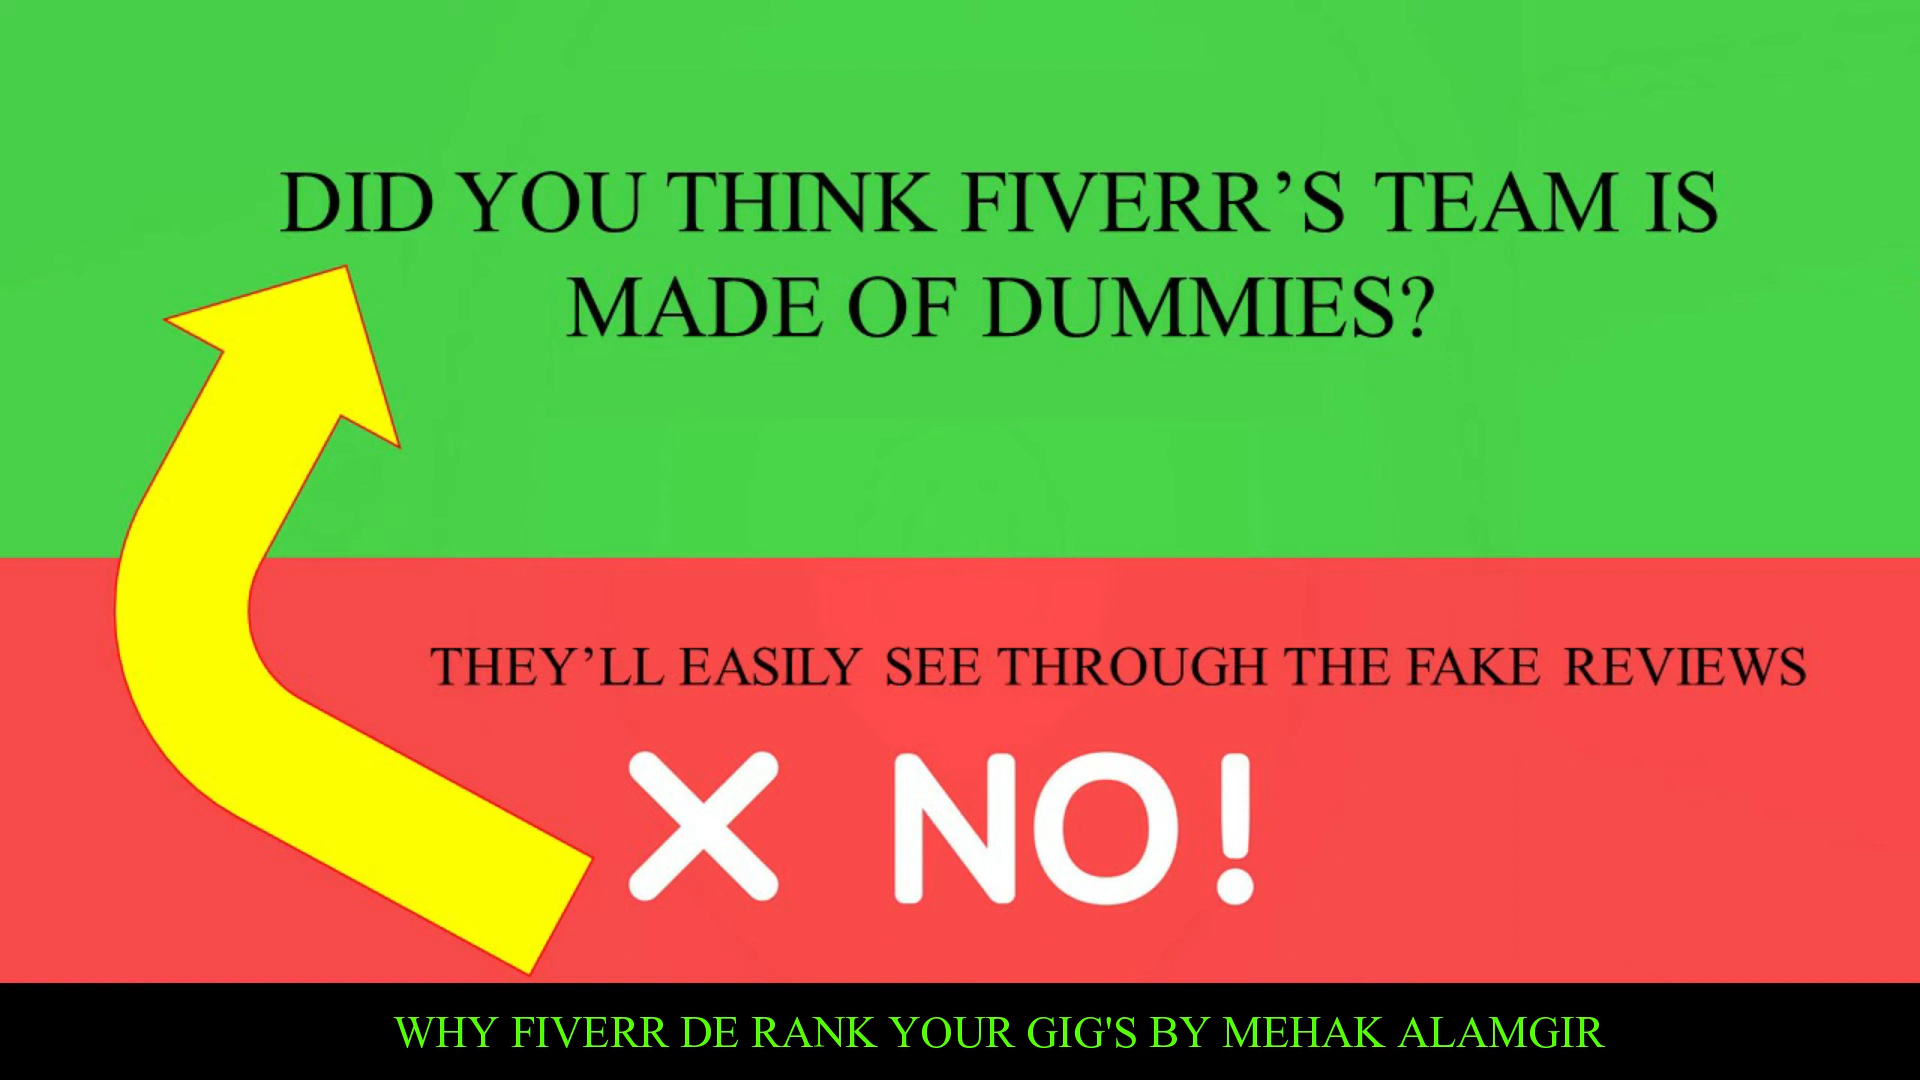 DID YOU THINK FIVERR’S TEAM IS
MADE OF DUMMIES?
THEY’LL EASILY SEE THROUGH THE FAKE REVIEWS
NO!
WHY FIVERR DE RANK YOUR GIG'S BY MEHAK ALAMGIR